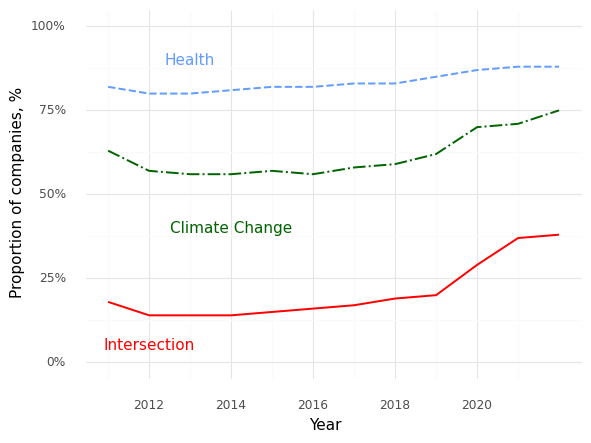 100%
Health
75%
50%
Climate Change
25%
Intersection
0%
Proportion of companies, %
2012 2014 2016 2018 2020
Year